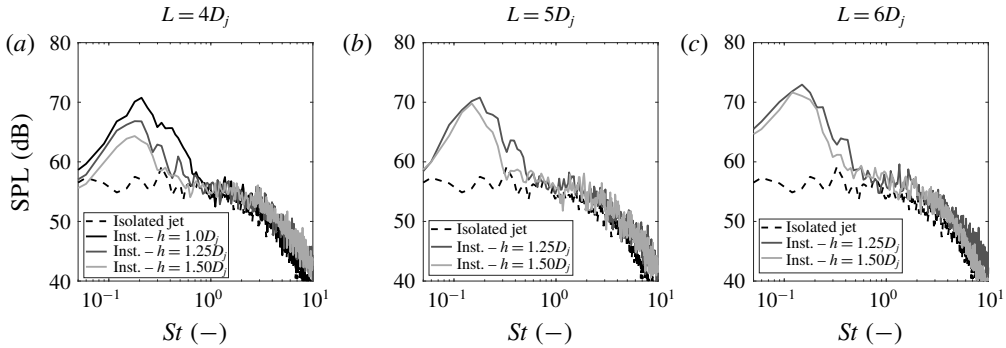 L = 4D_j
L = 5D_j
L = 6D_j
(a)
(b)
(c)
80
70
60
50
40
80
70
60
50
40
80
70
60
50
40
SPL (dB)
Isolated jet
Inst. – h = 1.0D_j
Inst. – h = 1.25D_j
Inst. – h = 1.50D_j
Isolated jet
Inst. – h = 1.25D_j
Inst. – h = 1.50D_j
Isolated jet
Inst. – h = 1.25D_j
Inst. – h = 1.50D_j
10^–1 10^0 10^1
10^–1 10^0 10^1
10^–1 10^0 10^1
St (–)
St (–)
St (–)